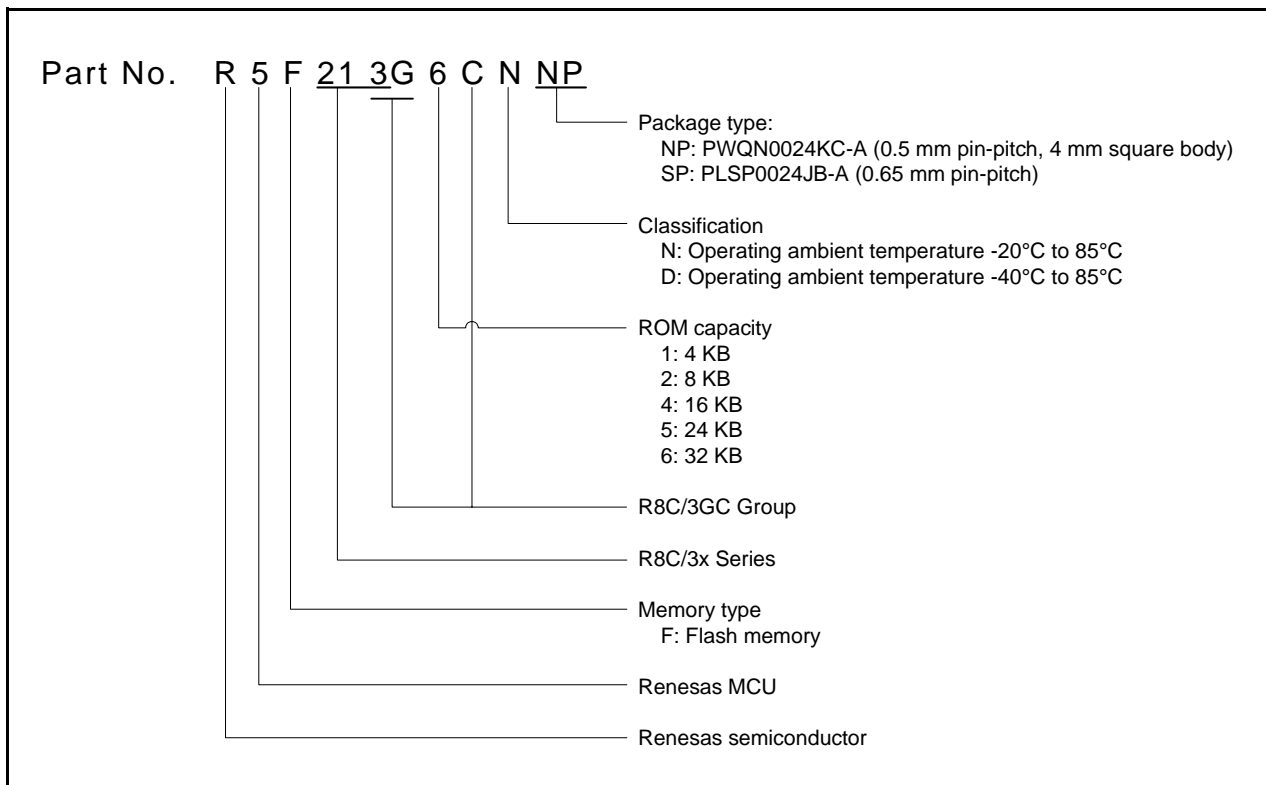 Part No. R 5 F 21 3G 6 C N NP
Package type:
NP: PWQN0024KC-A (0.5 mm pin-pitch, 4 mm square body)
SP: PLSP0024JB-A (0.65 mm pin-pitch)
Classification
N: Operating ambient temperature -20°C to 85°C
D: Operating ambient temperature -40°C to 85°C
ROM capacity
1: 4 KB
2: 8 KB
4: 16 KB
5: 24 KB
6: 32 KB
R8C/3GC Group
R8C/3x Series
Memory type
F: Flash memory
Renesas MCU
Renesas semiconductor